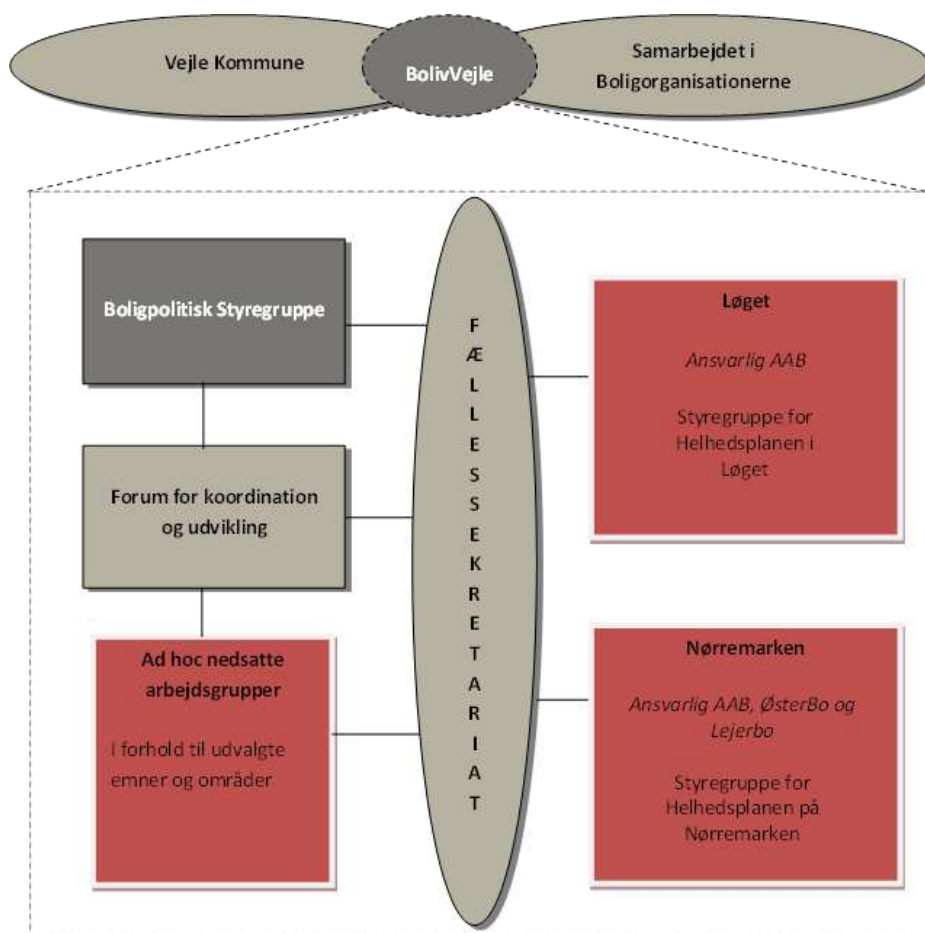 Vejle Kommune
BolivVejle
Samarbejdet i
Boligorganisationerne
Boligpolitisk Styregruppe
Forum for koordination
og udvikling
Ad hoc nedsatte
arbejdsgrupper
I forhold til udvalgte
emner og områder
F
Æ
L
L
E
S
S
E
K
R
E
T
A
R
I
A
T
Løget
Ansvarlig AAB
Styregruppe for
Helhedsplanen i
Løget
Nørremarken
Ansvarlig AAB, ØsterBo og
Lejerbo
Styregruppe for
Helhedsplanen på
Nørremarken